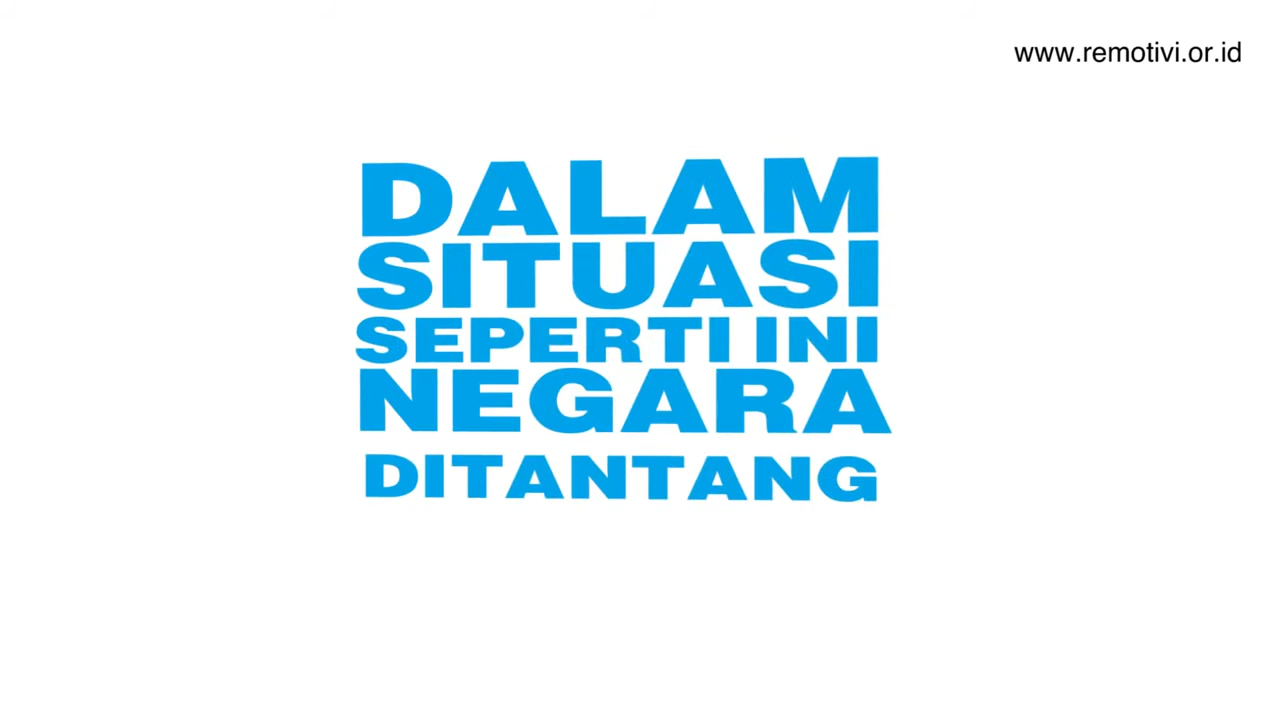 www.remotivi.or.id
DALAM
SITUASI
SEPERTI INI
NEGARA
DITANTANG